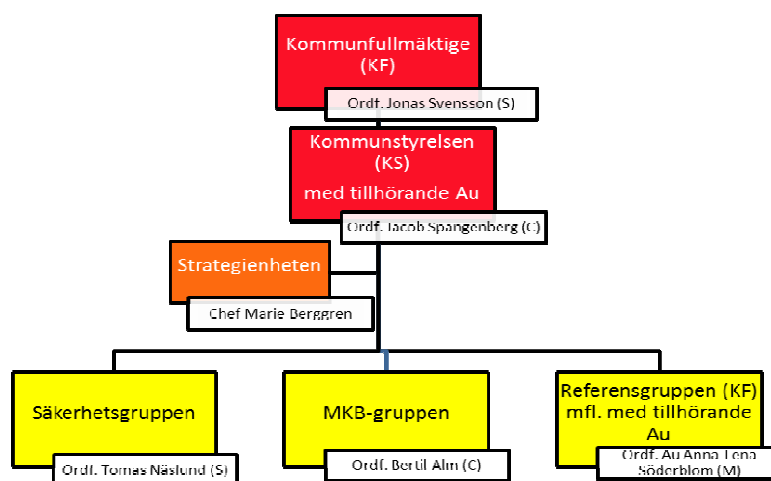 Kommunfullmäktige
(KF)
Ordf. Jonas Svensson (S)
Kommunstyrelsen
(KS)
med tillhörande Au
Ordf. Jacob Spangenberg (C)
Strategienheten
Chef Marie Berggren
Säkerhetsgruppen
Ordf. Tomas Näslund (S)
MKB-gruppen
Ordf. Bertil Alm (C)
Referensgruppen (KF)
mfl. med tillhörande
Au
Ordf. Au Anna-Lena
Söderblom (M)